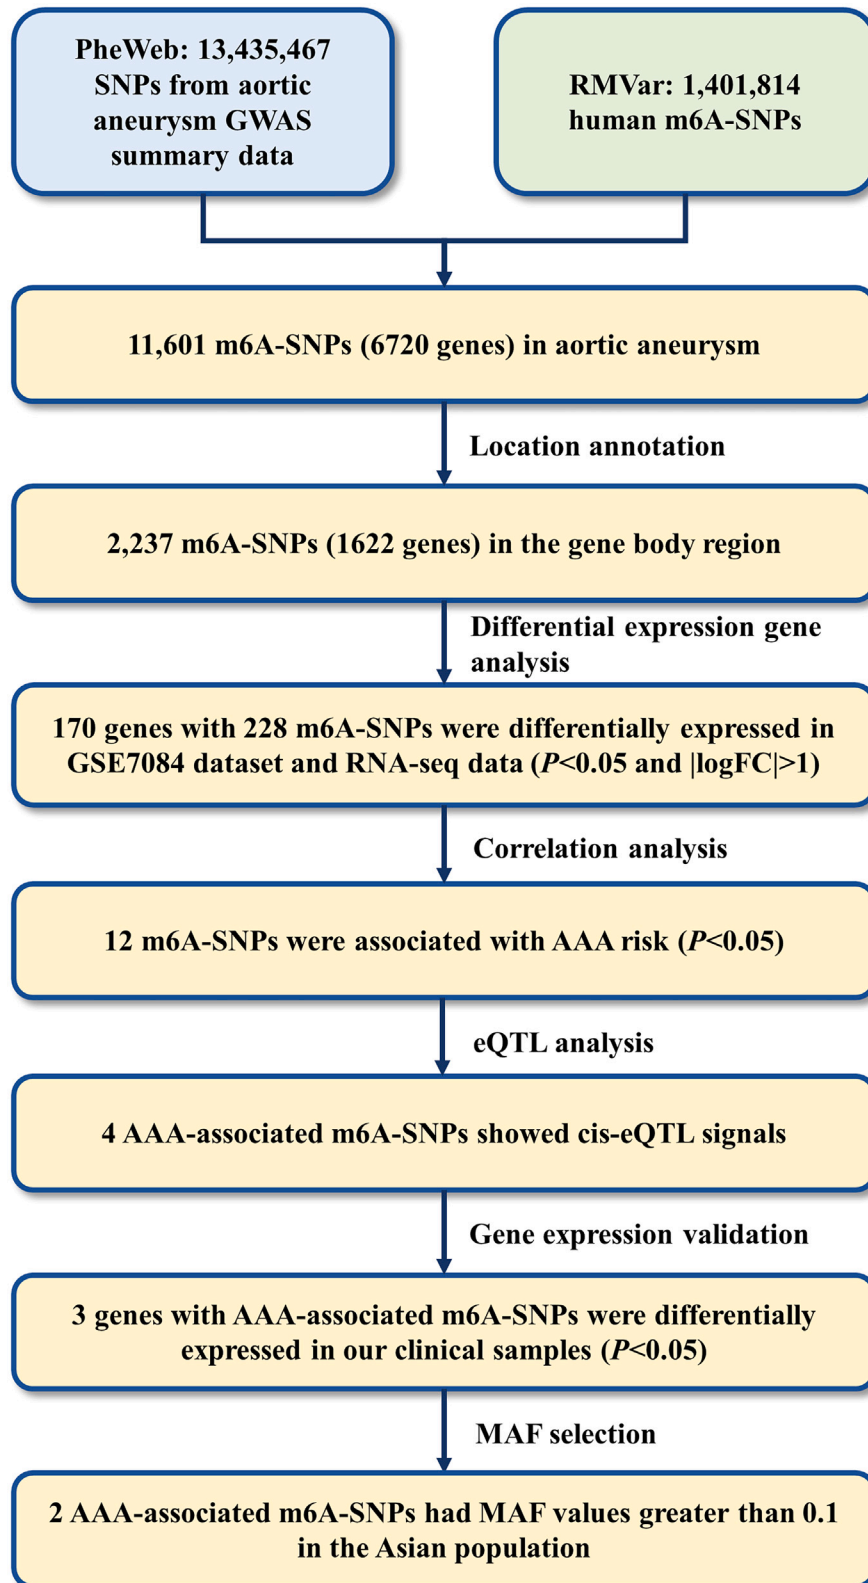 PheWeb: 13,435,467
SNPs from aortic
aneurysm GWAS
summary data
RMVar: 1,401,814
human m6A-SNPs
11,601 m6A-SNPs (6720 genes) in aortic aneurysm
Location annotation
2,237 m6A-SNPs (1622 genes) in the gene body region
Differential expression gene
analysis
170 genes with 228 m6A-SNPs were differentially expressed in
GSE7084 dataset and RNA-seq data (P<0.05 and |logFC|>1)
Correlation analysis
12 m6A-SNPs were associated with AAA risk (P<0.05)
eQTL analysis
4 AAA-associated m6A-SNPs showed cis-eQTL signals
Gene expression validation
3 genes with AAA-associated m6A-SNPs were differentially
expressed in our clinical samples (P<0.05)
MAF selection
2 AAA-associated m6A-SNPs had MAF values greater than 0.1
in the Asian population